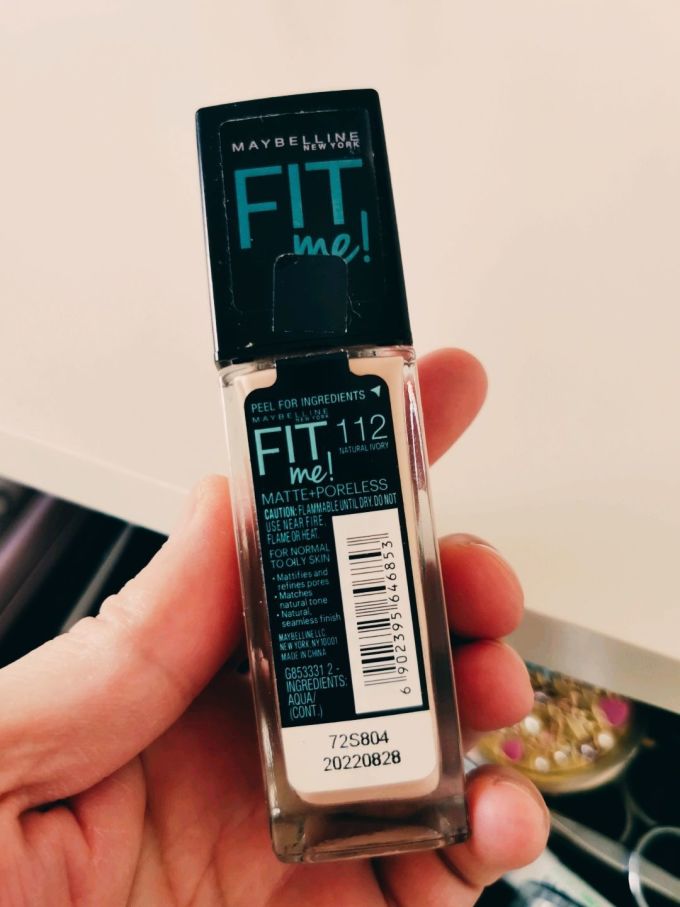 MAYBELLINE
NEW YORK
FIT
me!
PEEL FOR INGREDIENTS
MAYBELLINE
NEW YORK
FIT 112
NATURAL IVORY
me!
MATTE+PORELESS
CAUTION: FLAMMABLE UNTIL DRY. DO NOT
USE NEAR FIRE,
FLAME OR HEAT.
FOR NORMAL
TO OILY SKIN
• Mattifies and
refines pores
• Matches
natural tone
• Natural,
seamless finish
MAYBELLINE LLC
NEW YORK, NY 10001
MADE IN CHINA
G853331 2 -
INGREDIENTS:
AQUA/
(CONT.)
6 902395 646853
72S804
20220828